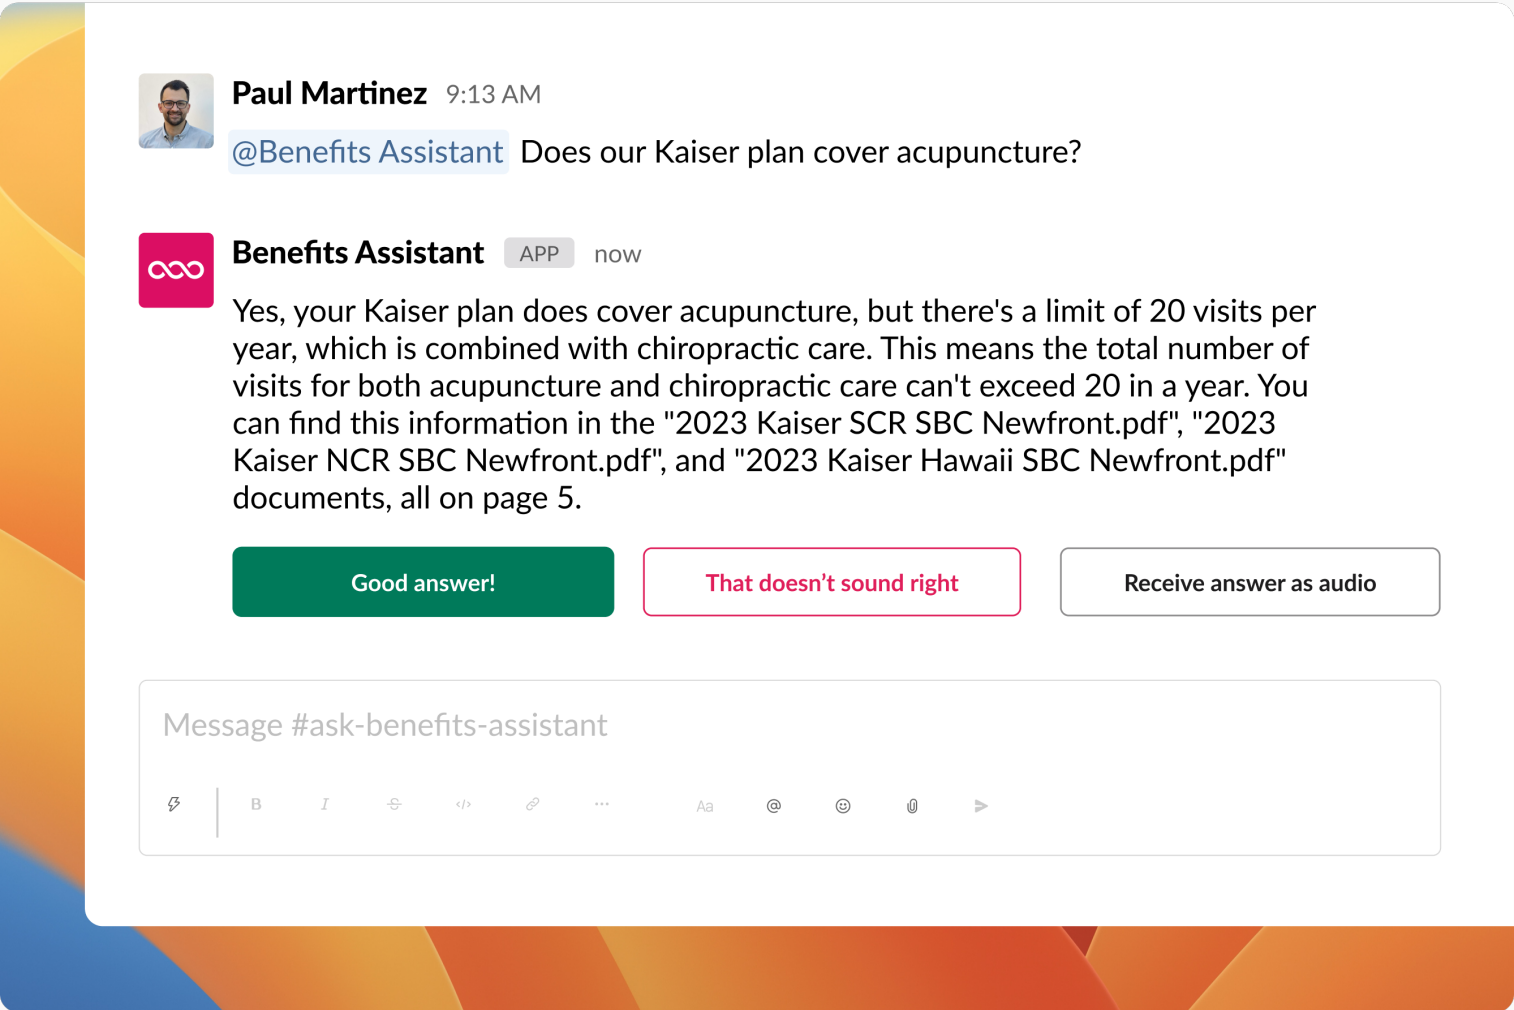 Paul Martinez 9:13 AM
@Benefits Assistant Does our Kaiser plan cover acupuncture?
Benefits Assistant APP now
Yes, your Kaiser plan does cover acupuncture, but there's a limit of 20 visits per
year, which is combined with chiropractic care. This means the total number of
visits for both acupuncture and chiropractic care can't exceed 20 in a year. You
can find this information in the "2023 Kaiser SCR SBC Newfront.pdf", "2023
Kaiser NCR SBC Newfront.pdf", and "2023 Kaiser Hawaii SBC Newfront.pdf"
documents, all on page 5.
Good answer! That doesn’t sound right Receive answer as audio
Message #ask-benefits-assistant
B I S </> ... Aa @